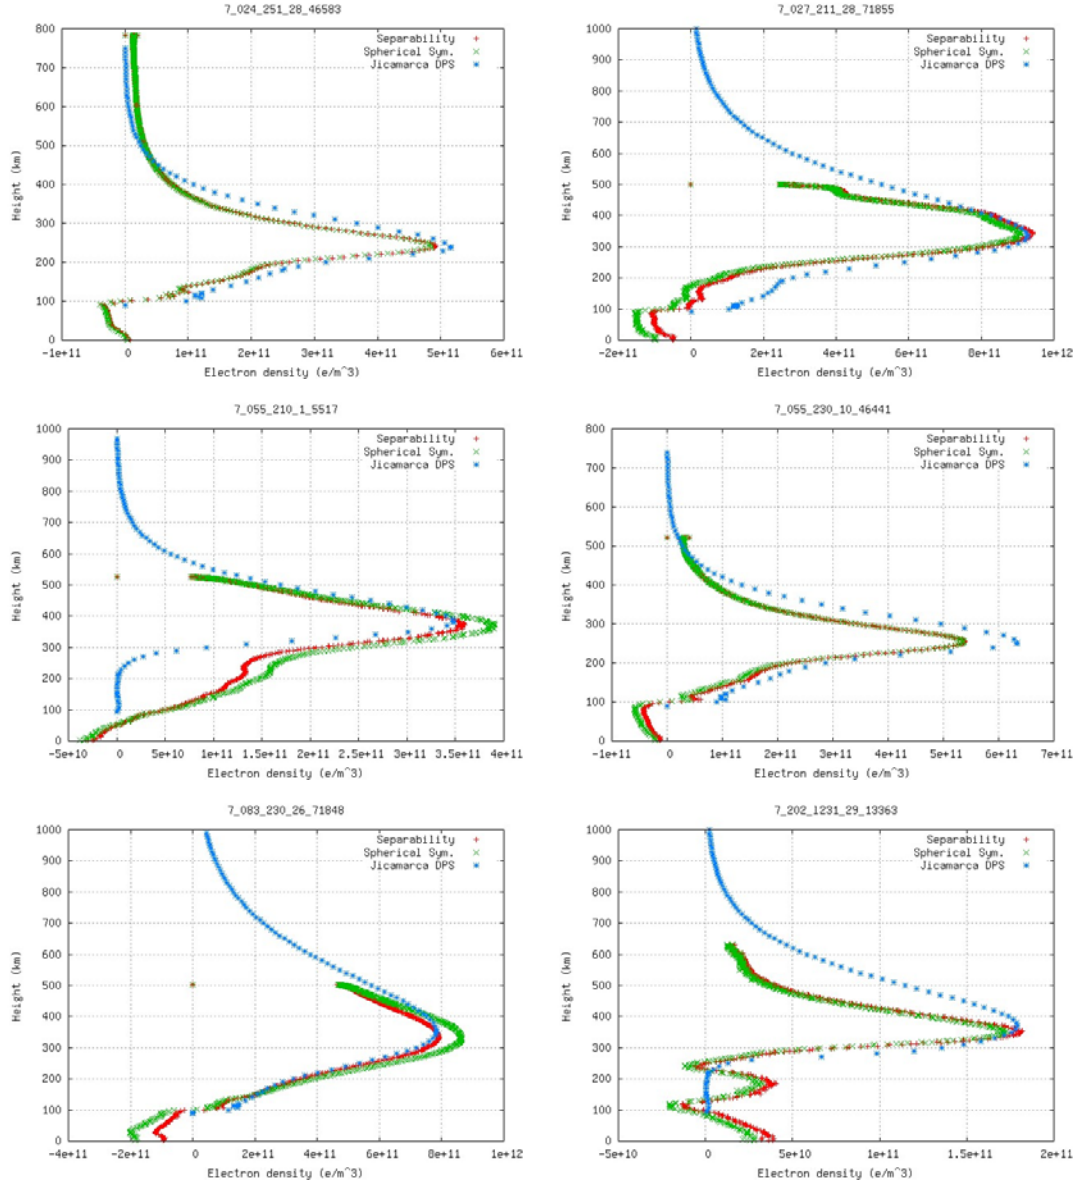 7_024_251_28_46583
Separability
Spherical Sym.
Jicamarca DPS
800
700
600
500
400
300
200
100
0
Height (km)
-1e+11 0 1e+11 2e+11 3e+11 4e+11 5e+11 6e+11
Electron density (e/m^3)
7_027_211_28_71855
Separability
Spherical Sym.
Jicamarca DPS
1000
900
800
700
600
500
400
300
200
100
0
Height (km)
-2e+11 0 2e+11 4e+11 6e+11 8e+11 1e+12
Electron density (e/m^3)
7_055_210_1_5517
Separability
Spherical Sym.
Jicamarca DPS
1000
900
800
700
600
500
400
300
200
100
0
Height (km)
-5e+10 0 5e+10 1e+11 1.5e+11 2e+11 2.5e+11 3e+11 3.5e+11 4e+11
Electron density (e/m^3)
7_055_230_10_46441
Separability
Spherical Sym.
Jicamarca DPS
800
700
600
500
400
300
200
100
0
Height (km)
-1e+11 0 1e+11 2e+11 3e+11 4e+11 5e+11 6e+11 7e+11
Electron density (e/m^3)
7_083_230_26_71848
Separability
Spherical Sym.
Jicamarca DPS
1000
900
800
700
600
500
400
300
200
100
0
Height (km)
-4e+11 -2e+11 0 2e+11 4e+11 6e+11 8e+11 1e+12
Electron density (e/m^3)
7_202_1231_29_13363
Separability
Spherical Sym.
Jicamarca DPS
1000
900
800
700
600
500
400
300
200
100
0
Height (km)
-5e+10 0 5e+10 1e+11 1.5e+11 2e+11
Electron density (e/m^3)